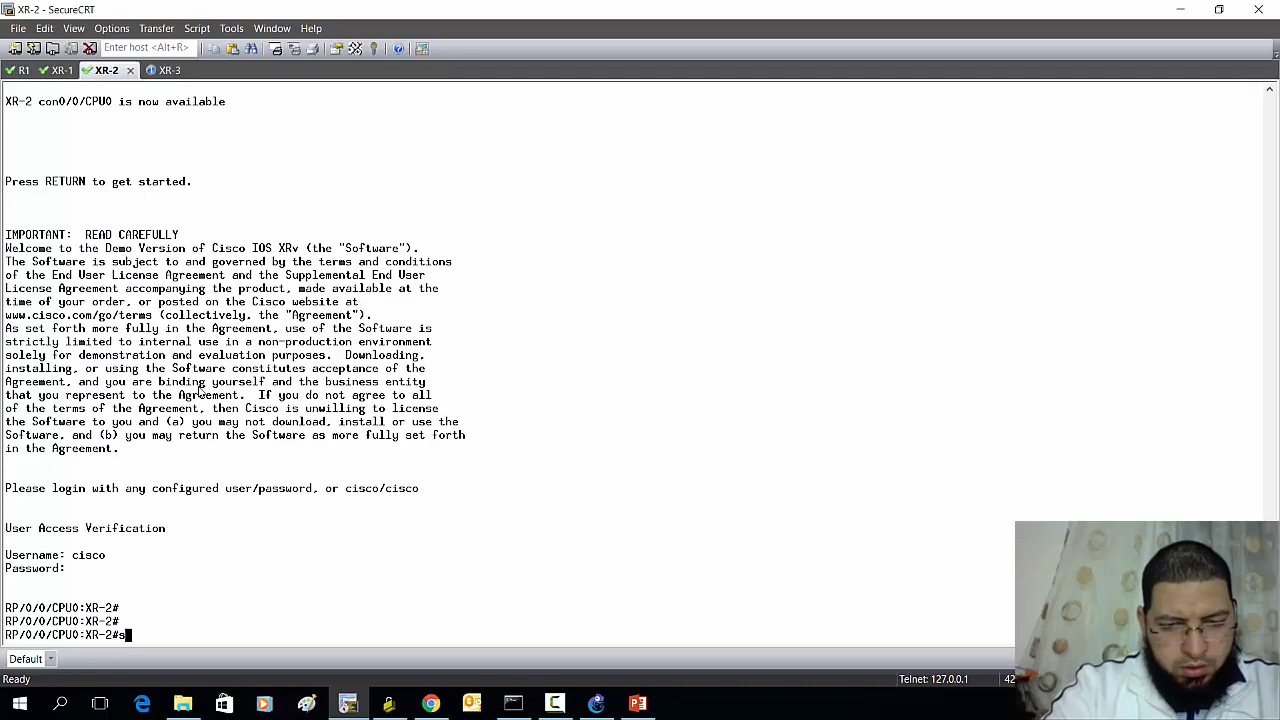 XR-2 - SecureCRT
File Edit View Options Transfer Script Tools Window Help
Enter host <Alt+R>
R1 XR-1 XR-2 XR-3
XR-2 con0/0/CPU0 is now available
Press RETURN to get started.
IMPORTANT:  READ CAREFULLY
Welcome to the Demo Version of Cisco IOS XRv (the "Software").
The Software is subject to and governed by the terms and conditions
of the End User License Agreement and the Supplemental End User
License Agreement accompanying the product, made available at the
time of your order, or posted on the Cisco website at
www.cisco.com/go/terms (collectively, the "Agreement").
As set forth more fully in the Agreement, use of the Software is
strictly limited to internal use in a non-production environment
solely for demonstration and evaluation purposes.  Downloading,
installing, or using the Software constitutes acceptance of the
Agreement, and you are binding yourself and the business entity
that you represent to the Agreement.  If you do not agree to all
of the terms of the Agreement, then Cisco is unwilling to license
the Software to you and (a) you may not download, install or use the
Software, and (b) you may return the Software as more fully set forth
in the Agreement.
Please login with any configured user/password, or cisco/cisco
User Access Verification
Username: cisco
Password:
RP/0/0/CPU0:XR-2#
RP/0/0/CPU0:XR-2#
RP/0/0/CPU0:XR-2#s
Default
Ready Telnet: 127.0.0.1 42